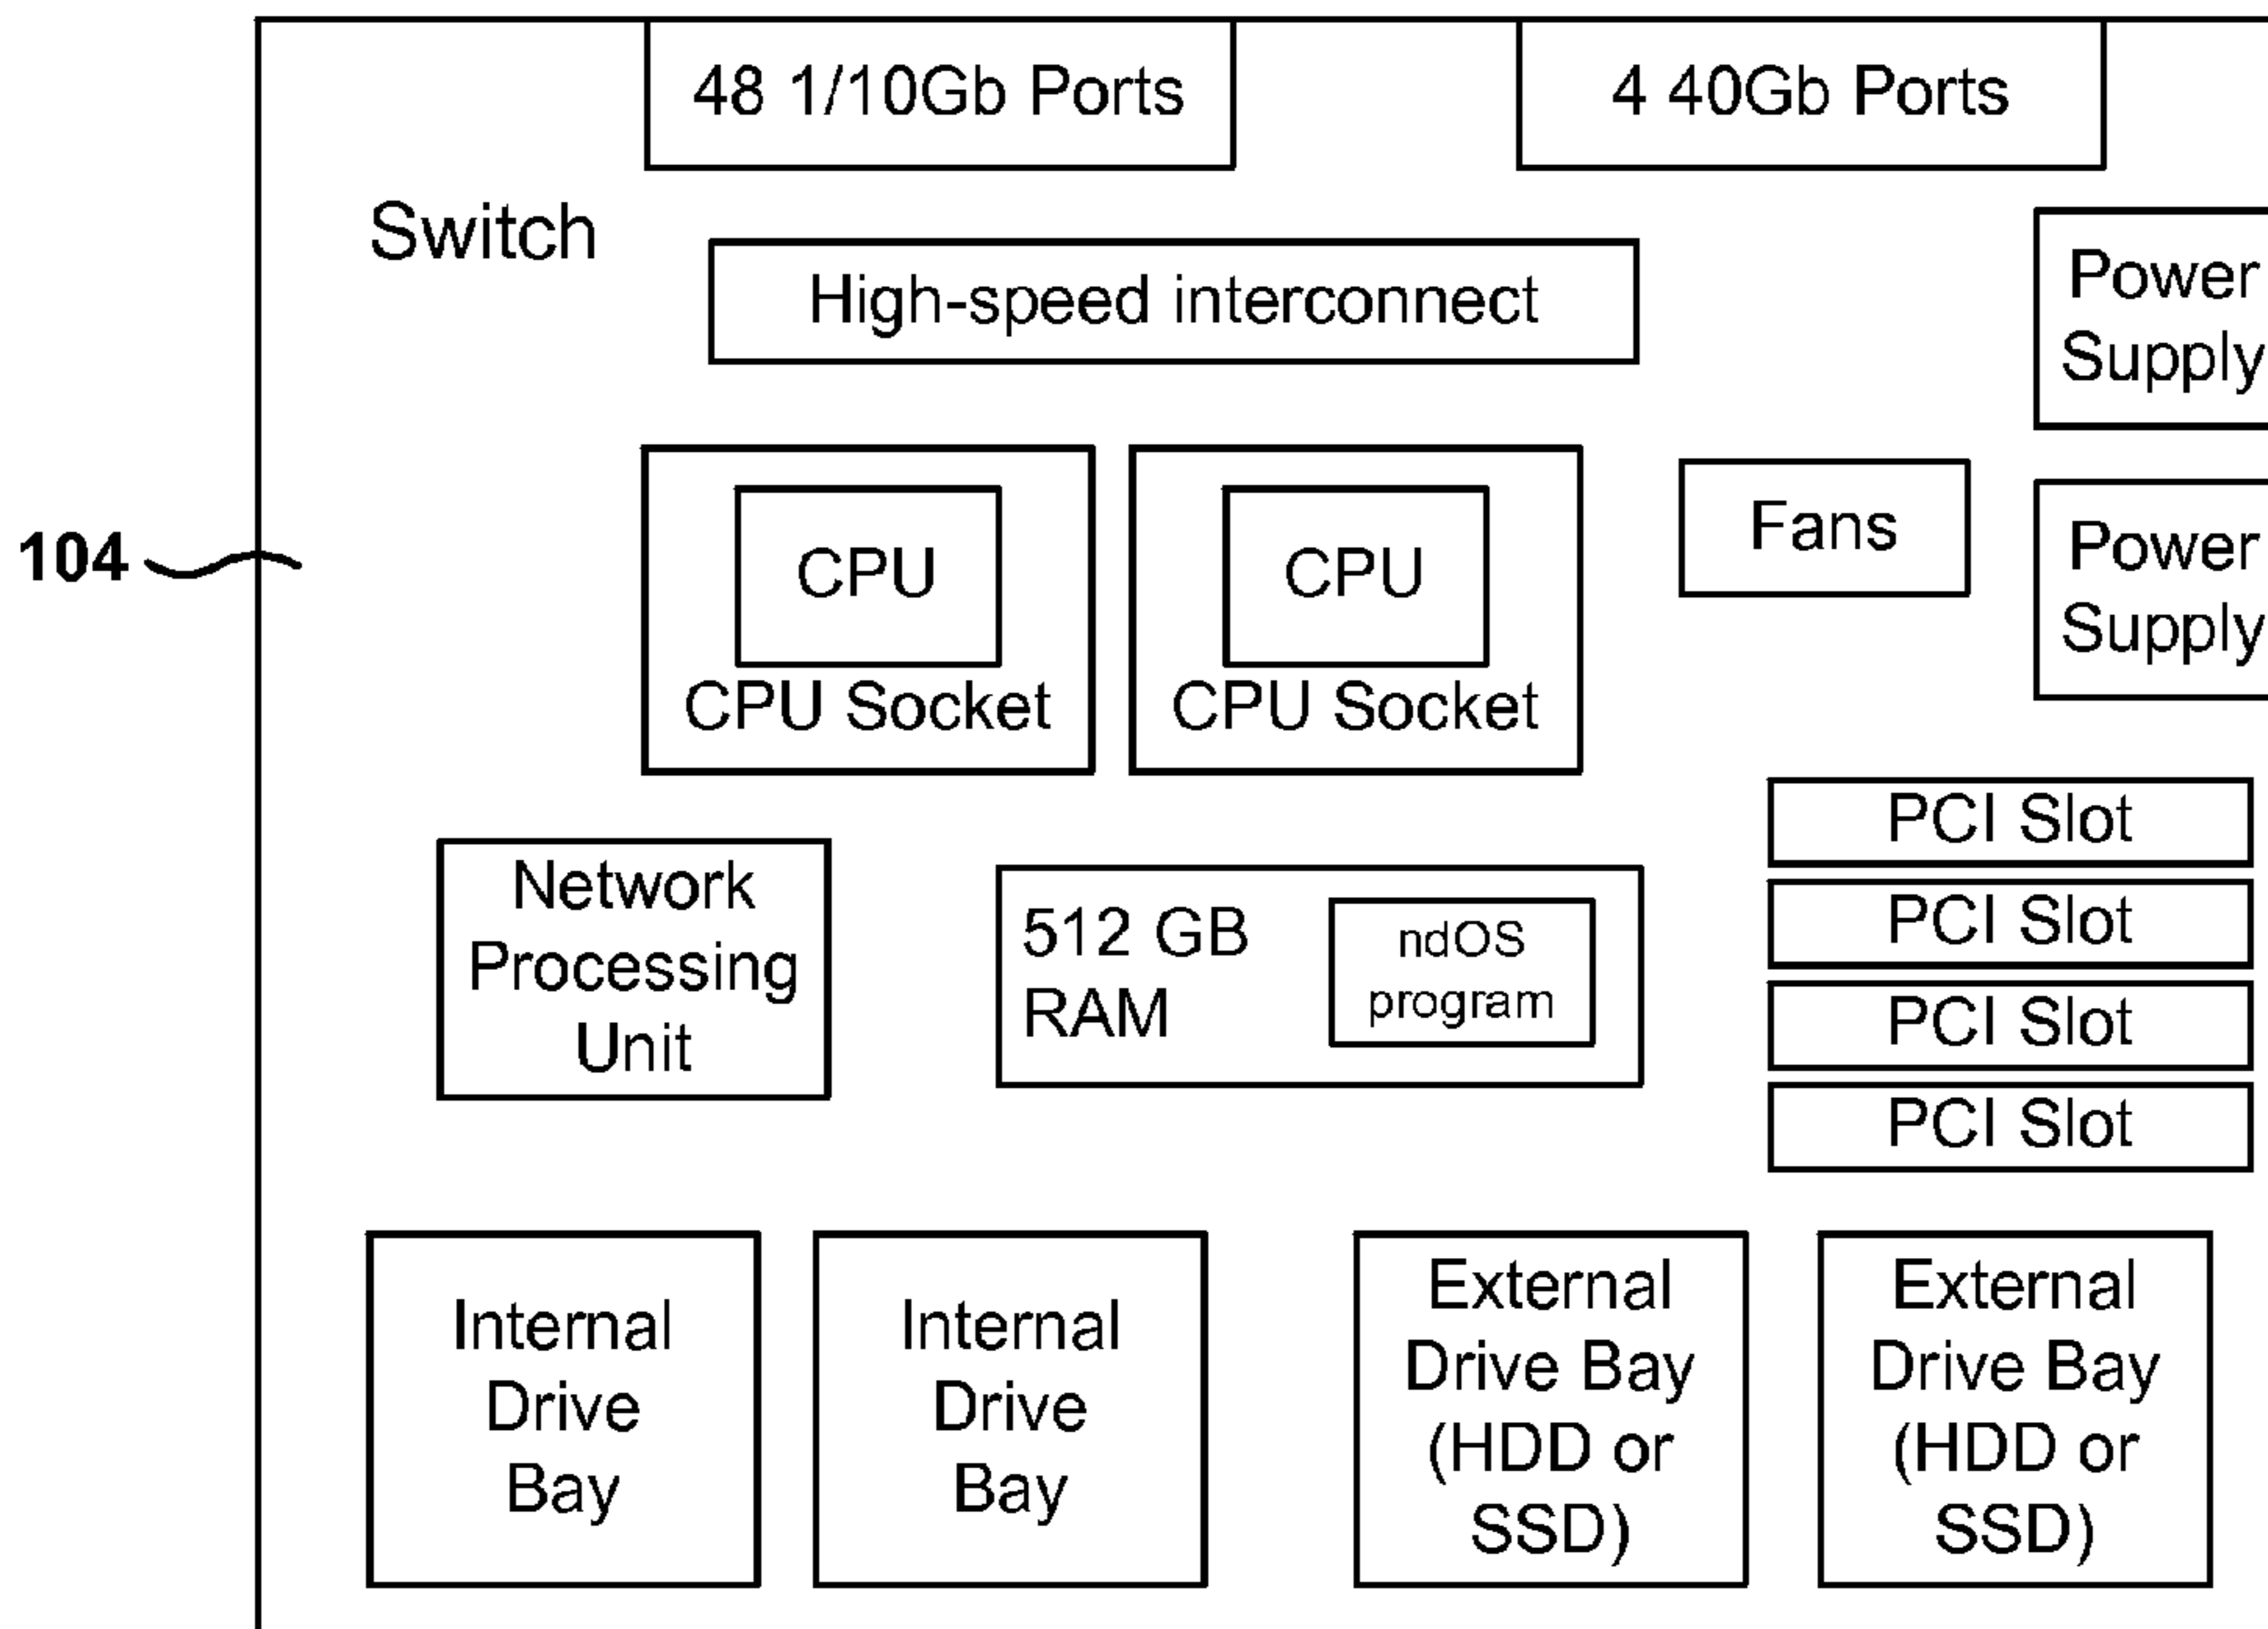 48 1/10Gb Ports
4 40Gb Ports
Switch
High-speed interconnect
Power
Supply
CPU
CPU Socket
CPU
CPU Socket
Fans
Power
Supply
104
PCI Slot
PCI Slot
PCI Slot
PCI Slot
Network
Processing
Unit
512 GB
RAM
ndOS
program
Internal
Drive
Bay
Internal
Drive
Bay
External
Drive Bay
(HDD or
SSD)
External
Drive Bay
(HDD or
SSD)